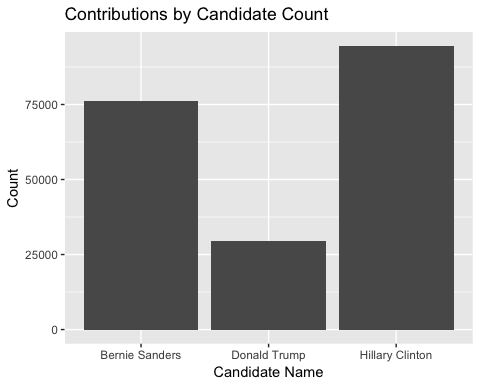 Contributions by Candidate Count
75000
50000
25000
0
Count
Bernie Sanders
Donald Trump
Hillary Clinton
Candidate Name